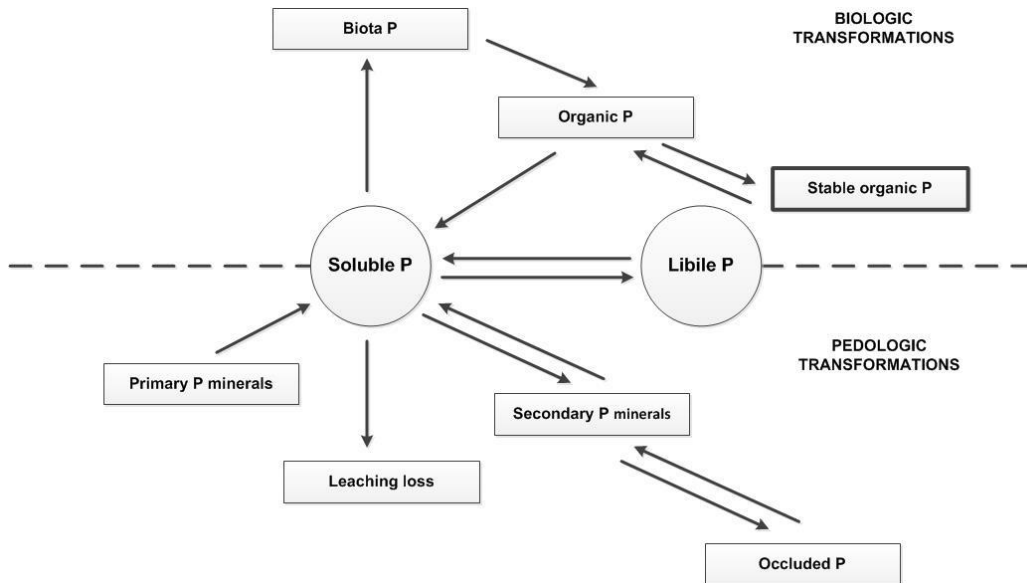 Biota P
BIOLOGIC
TRANSFORMATIONS
Organic P
Stable organic P
Soluble P
Libile P
PEDOLOGIC
TRANSFORMATIONS
Primary P minerals
Secondary P minerals
Leaching loss
Occluded P